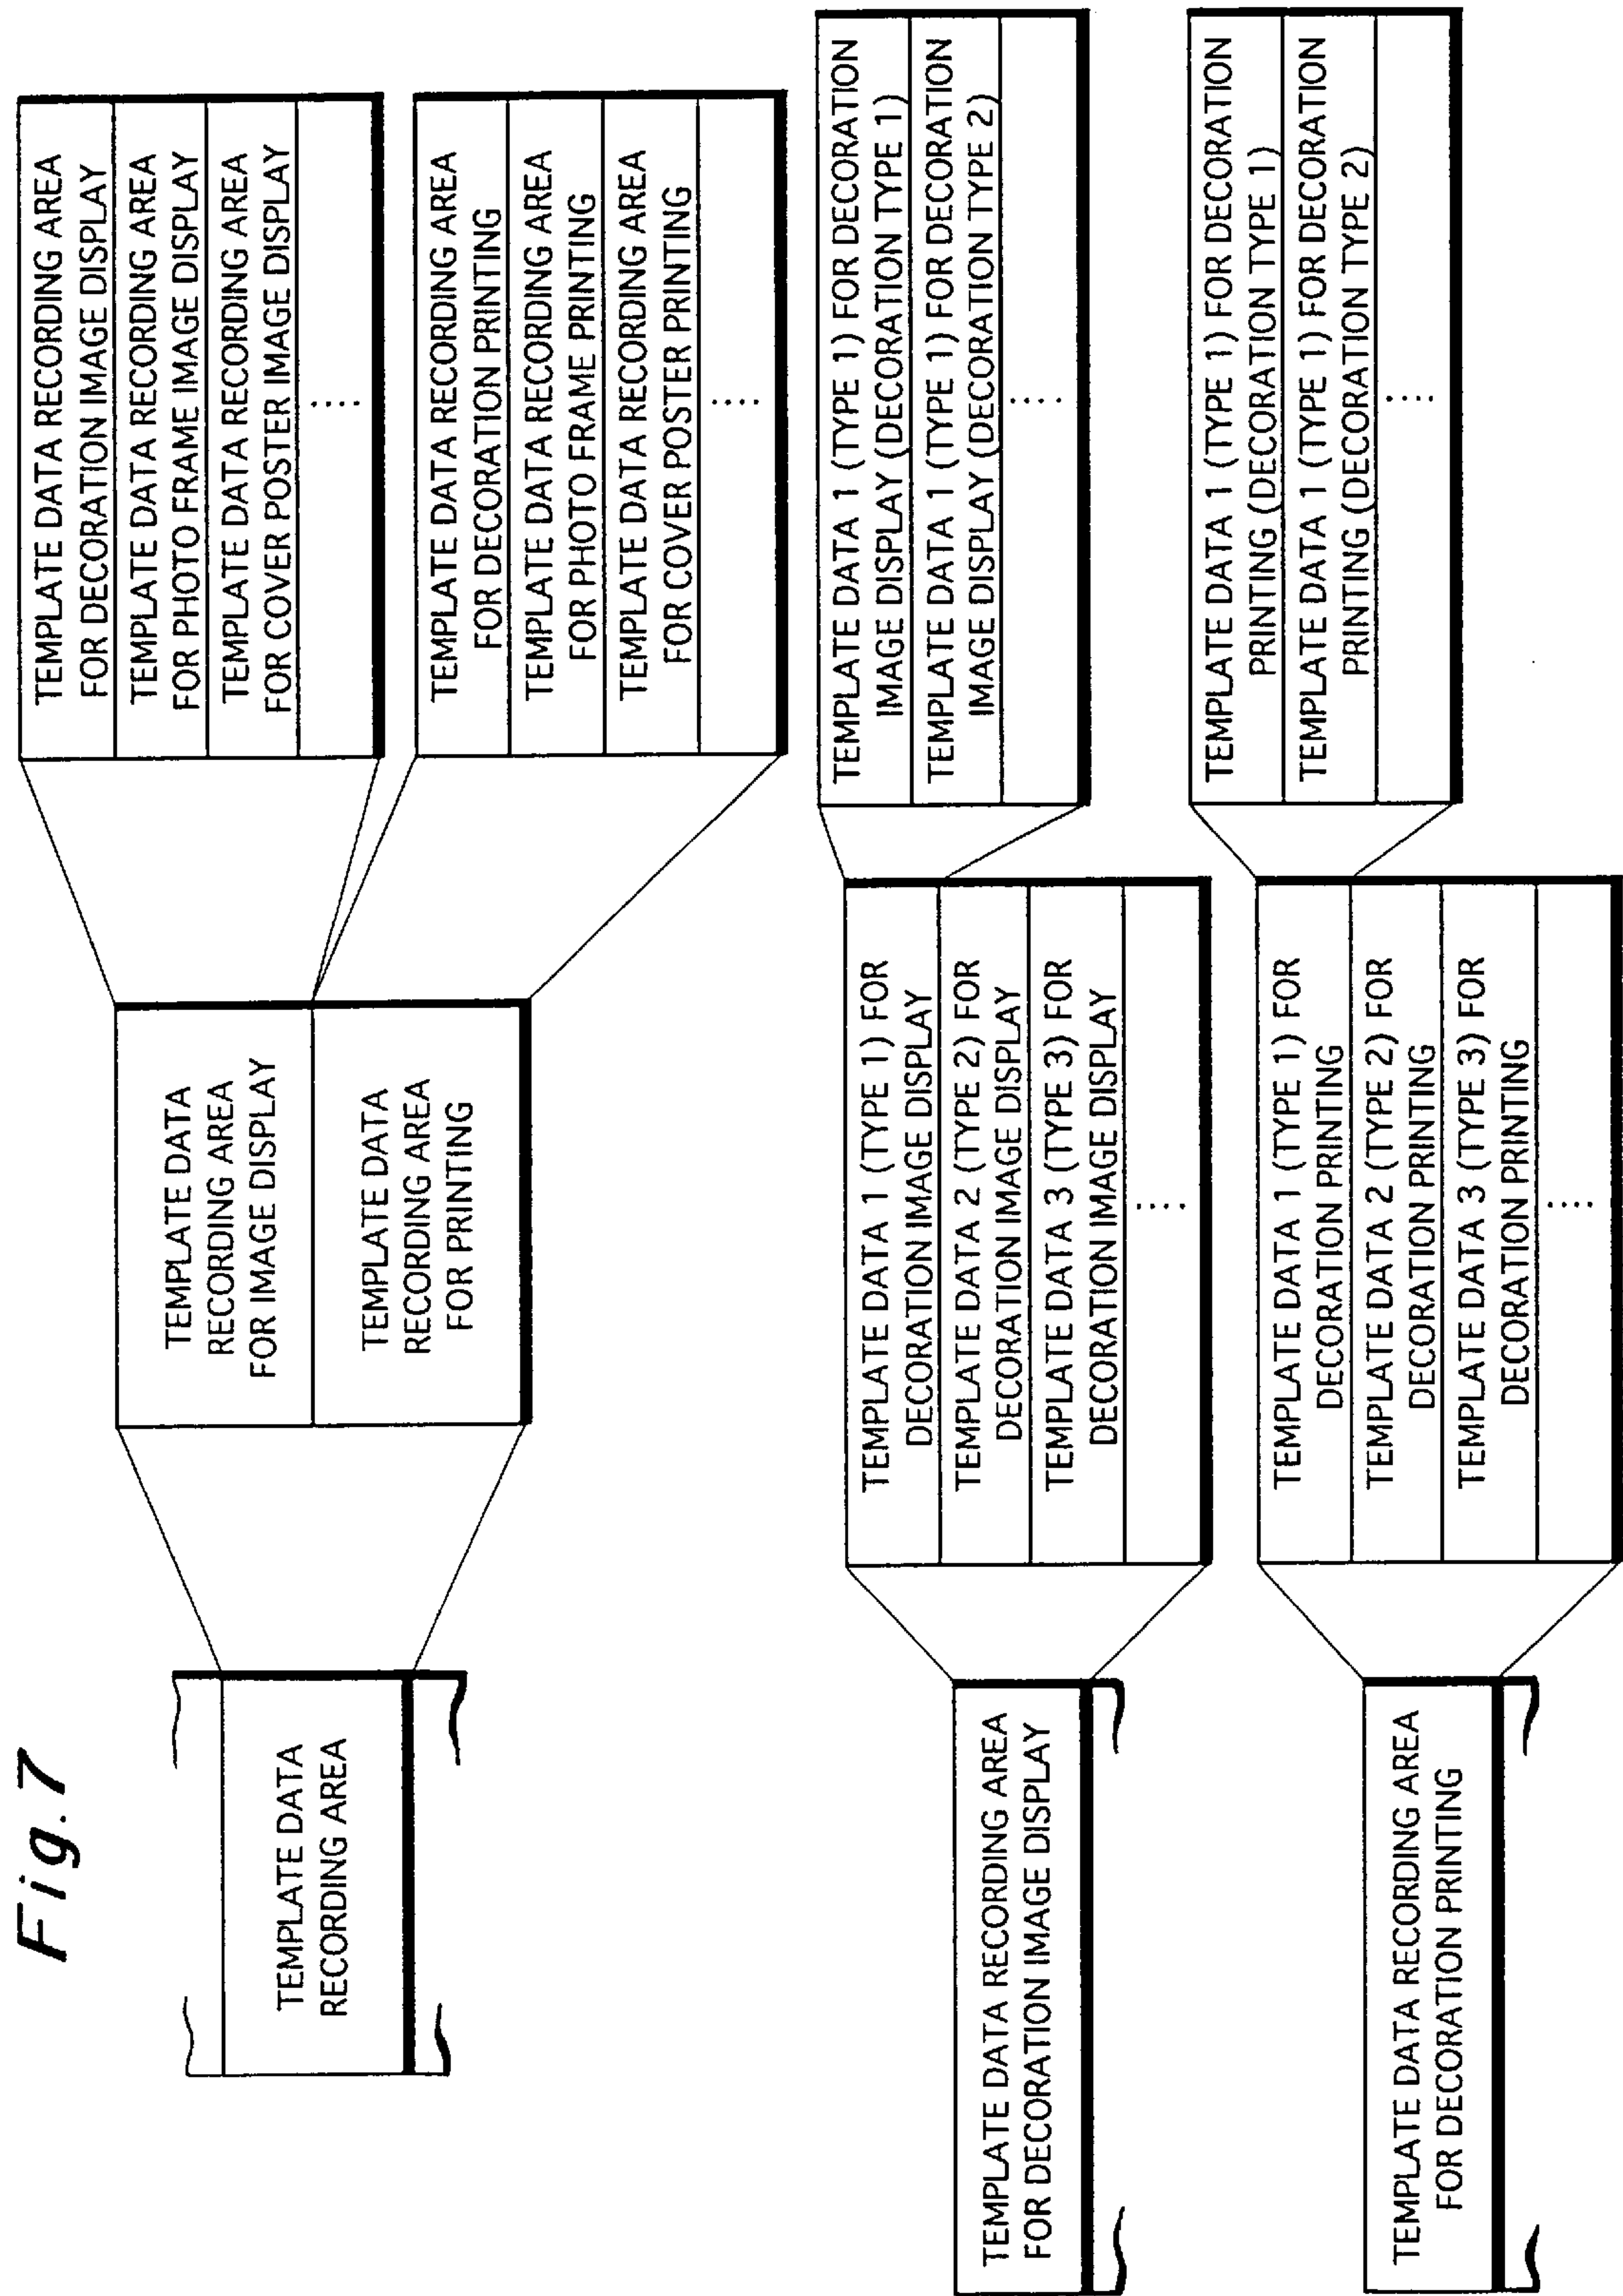 Fig.7
TEMPLATE DATA
RECORDING AREA
TEMPLATE DATA
RECORDING AREA
FOR IMAGE DISPLAY
TEMPLATE DATA
RECORDING AREA
FOR PRINTING
TEMPLATE DATA RECORDING AREA
FOR DECORATION IMAGE DISPLAY
TEMPLATE DATA RECORDING AREA
FOR PHOTO FRAME IMAGE DISPLAY
TEMPLATE DATA RECORDING AREA
FOR COVER POSTER IMAGE DISPLAY
....
TEMPLATE DATA RECORDING AREA
FOR DECORATION PRINTING
TEMPLATE DATA RECORDING AREA
FOR PHOTO FRAME PRINTING
TEMPLATE DATA RECORDING AREA
FOR COVER POSTER PRINTING
....
TEMPLATE DATA RECORDING AREA
FOR DECORATION IMAGE DISPLAY
TEMPLATE DATA 1 (TYPE 1) FOR
DECORATION IMAGE DISPLAY
TEMPLATE DATA 2 (TYPE 2) FOR
DECORATION IMAGE DISPLAY
TEMPLATE DATA 3 (TYPE 3) FOR
DECORATION IMAGE DISPLAY
....
TEMPLATE DATA 1 (TYPE 1) FOR DECORATION
IMAGE DISPLAY (DECORATION TYPE 1)
TEMPLATE DATA 1 (TYPE 1) FOR DECORATION
IMAGE DISPLAY (DECORATION TYPE 2)
....
TEMPLATE DATA RECORDING AREA
FOR DECORATION PRINTING
TEMPLATE DATA 1 (TYPE 1) FOR
DECORATION PRINTING
TEMPLATE DATA 2 (TYPE 2) FOR
DECORATION PRINTING
TEMPLATE DATA 3 (TYPE 3) FOR
DECORATION PRINTING
....
TEMPLATE DATA 1 (TYPE 1) FOR DECORATION
PRINTING (DECORATION TYPE 1)
TEMPLATE DATA 1 (TYPE 1) FOR DECORATION
PRINTING (DECORATION TYPE 2)
....